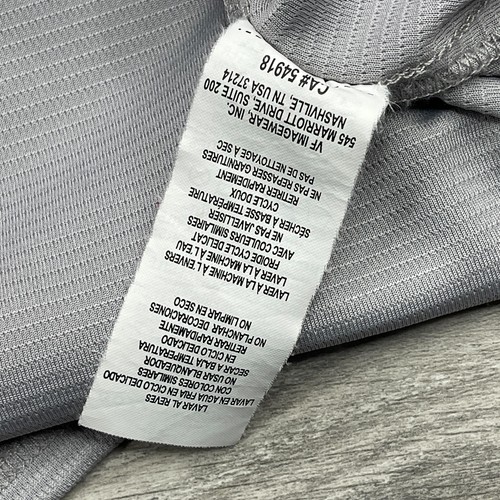 LAVAR AL REVES
LAVAR EN AGUA FRIA EN CICLO DELICADO
CON COLORES SIMILARES
NO USAR BLANQUEADOR
SECAR A BAJA TEMPERATURA
EN CICLO DELICADO
RETIRAR RAPIDAMENTE
NO PLANCHAR DECORACIONES
NO LIMPIAR EN SECO
LAVER À LA MACHINE À L'ENVERS
LAVER À LA MACHINE À L'EAU
FROIDE CYCLE DELICAT
AVEC COULEURS SIMILAIRES
NE PAS JAVELLISER
SÉCHER À BASSE TEMPÉRATURE
CYCLE DOUX
RETIRER RAPIDEMENT
NE PAS REPASSER GARNITURES
PAS DE NETTOYAGE À SEC
VF IMAGEWEAR, INC.
545 MARRIOTT DRIVE, SUITE 200
NASHVILLE, TN USA 37214
CA# 54918